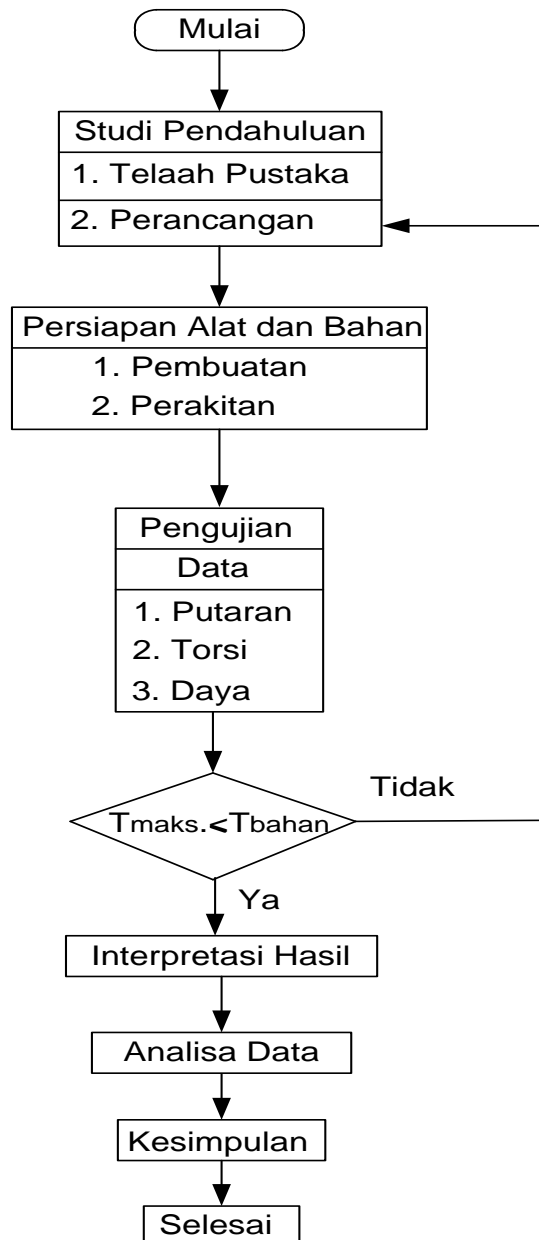 Mulai
Studi Pendahuluan
1. Telaah Pustaka
2. Perancangan
Persiapan Alat dan Bahan
1. Pembuatan
2. Perakitan
Pengujian
Data
1. Putaran
2. Torsi
3. Daya
Tmaks.<Tbahan
Tidak
Ya
Interpretasi Hasil
Analisa Data
Kesimpulan
Selesai